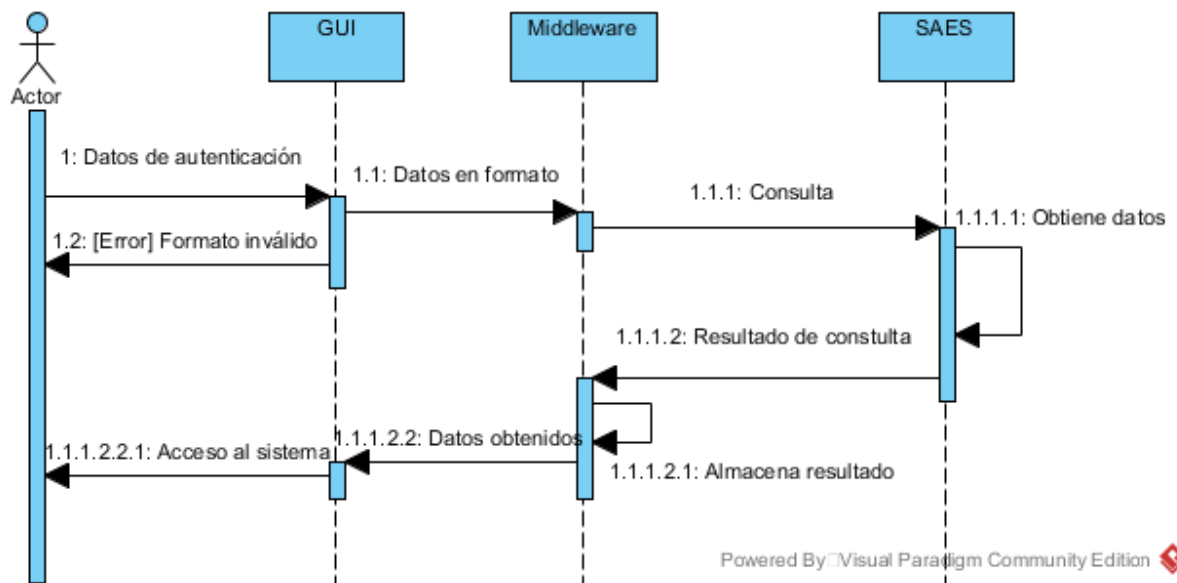 GUI
Middleware
SAES
Actor
1: Datos de autenticación
1.1: Datos en formato
1.1.1: Consulta
1.1.1.1: Obtiene datos
1.2: [Error] Formato inválido
1.1.1.2: Resultado de constulta
1.1.1.2.2: Datos obtenidos
1.1.1.2.2.1: Acceso al sistema
1.1.1.2.1: Almacena resultado
Powered By Visual Paradigm Community Edition